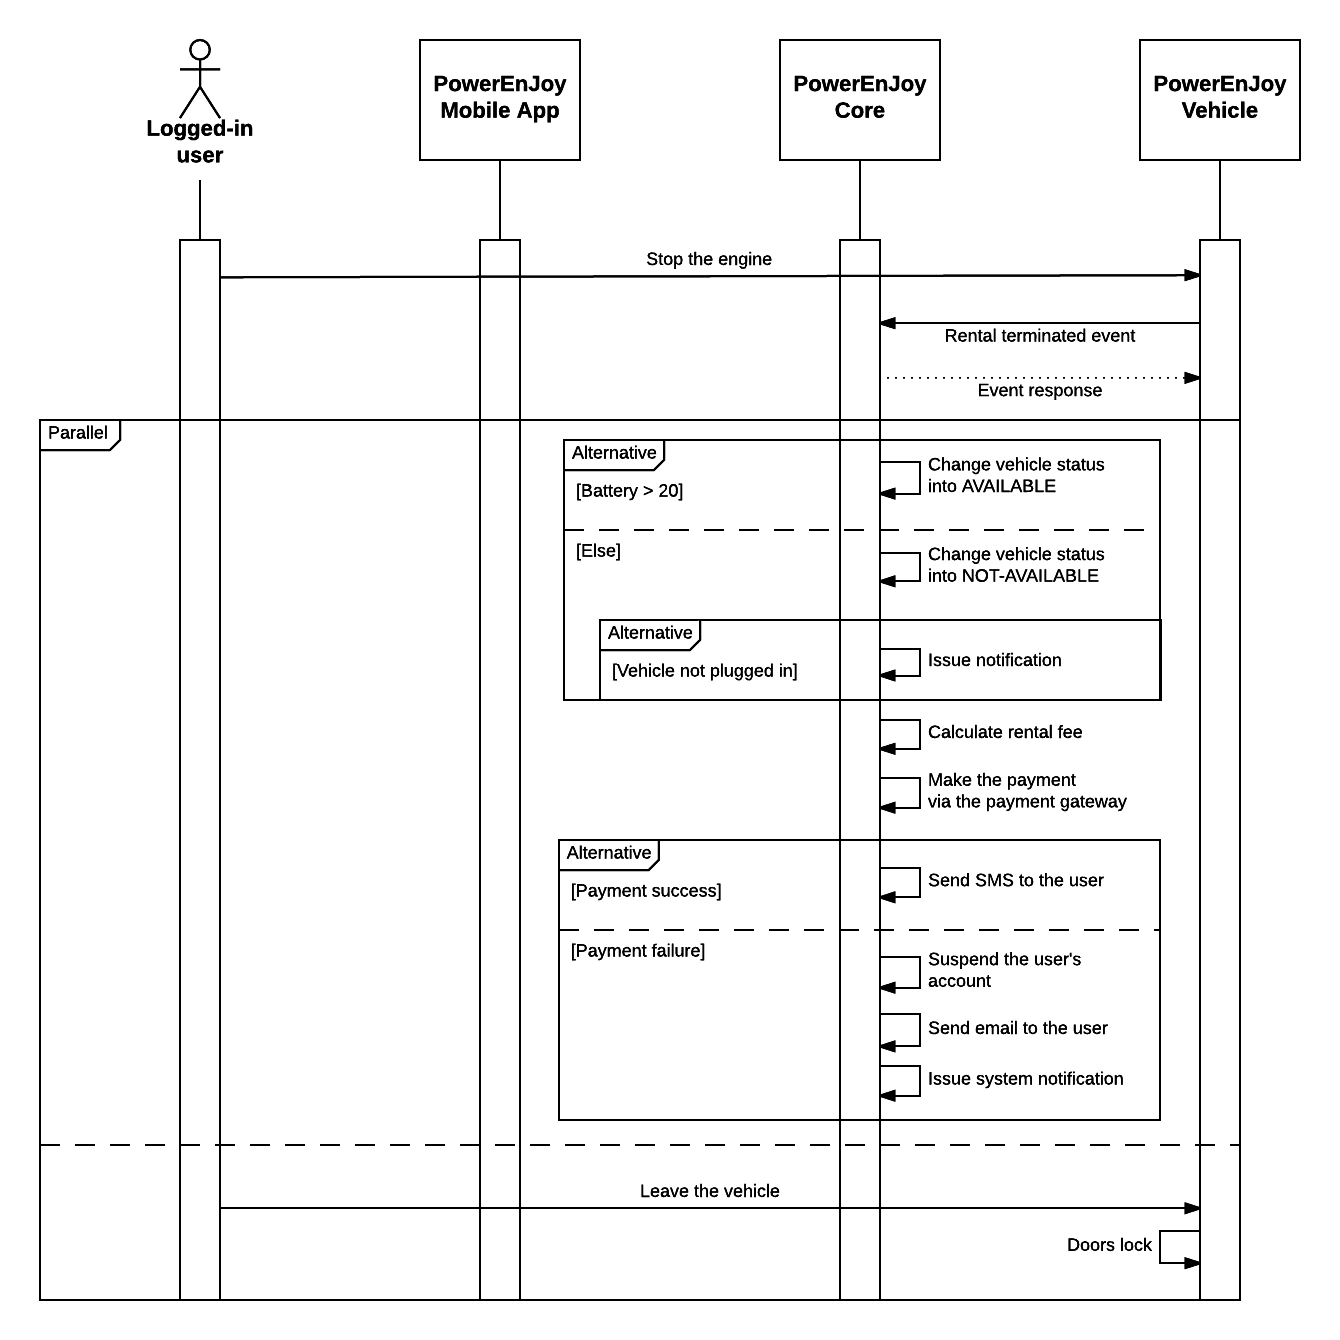 Logged-in
user
PowerEnJoy
Mobile App
PowerEnJoy
Core
PowerEnJoy
Vehicle
Stop the engine
Rental terminated event
Event response
Parallel
Alternative
[Battery > 20]
Change vehicle status
into AVAILABLE
[Else]
Change vehicle status
into NOT-AVAILABLE
Alternative
[Vehicle not plugged in]
Issue notification
Calculate rental fee
Make the payment
via the payment gateway
Alternative
[Payment success]
Send SMS to the user
[Payment failure]
Suspend the user's
account
Send email to the user
Issue system notification
Leave the vehicle
Doors lock